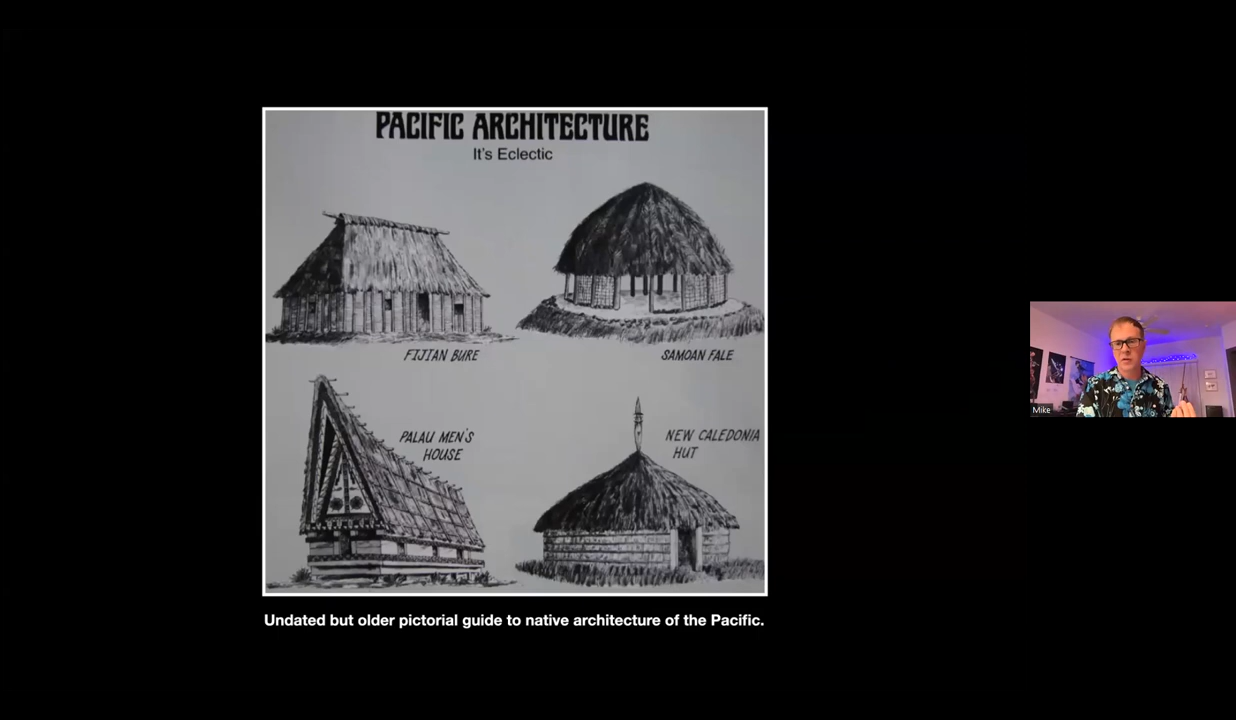 PACIFIC ARCHITECTURE
It's Eclectic
FIJIAN BURE
SAMOAN FALE
PALAU MEN'S
HOUSE
NEW CALEDONIA
HUT
Undated but older pictorial guide to native architecture of the Pacific.
Mike